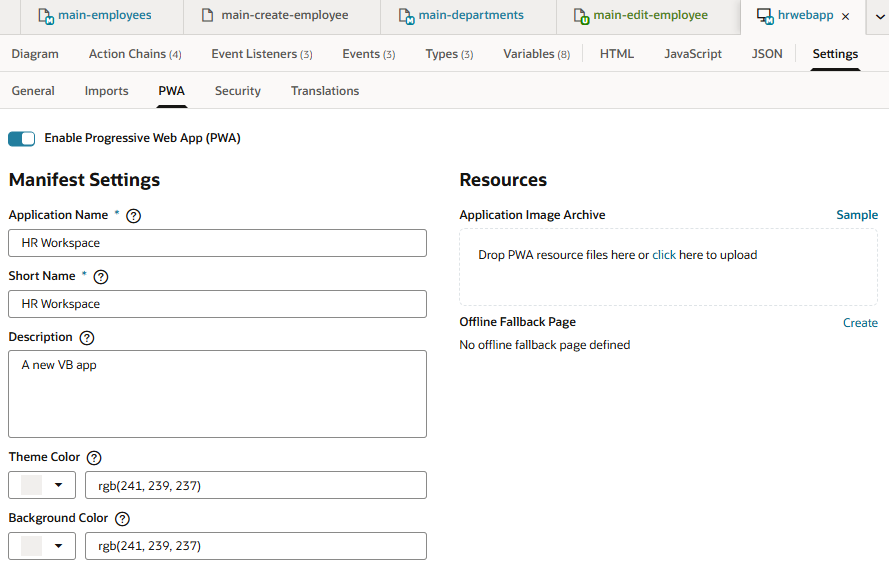 main-employees main-create-employee main-departments main-edit-employee hrwebapp
Diagram Action Chains (4) Event Listeners (3) Events (3) Types (3) Variables (8) HTML JavaScript JSON Settings
General Imports PWA Security Translations
Enable Progressive Web App (PWA)
Manifest Settings
Application Name *
HR Workspace
Short Name *
HR Workspace
Description
A new VB app
Theme Color
rgb(241, 239, 237)
Background Color
rgb(241, 239, 237)
Resources
Application Image Archive Sample
Drop PWA resource files here or click here to upload
Offline Fallback Page Create
No offline fallback page defined